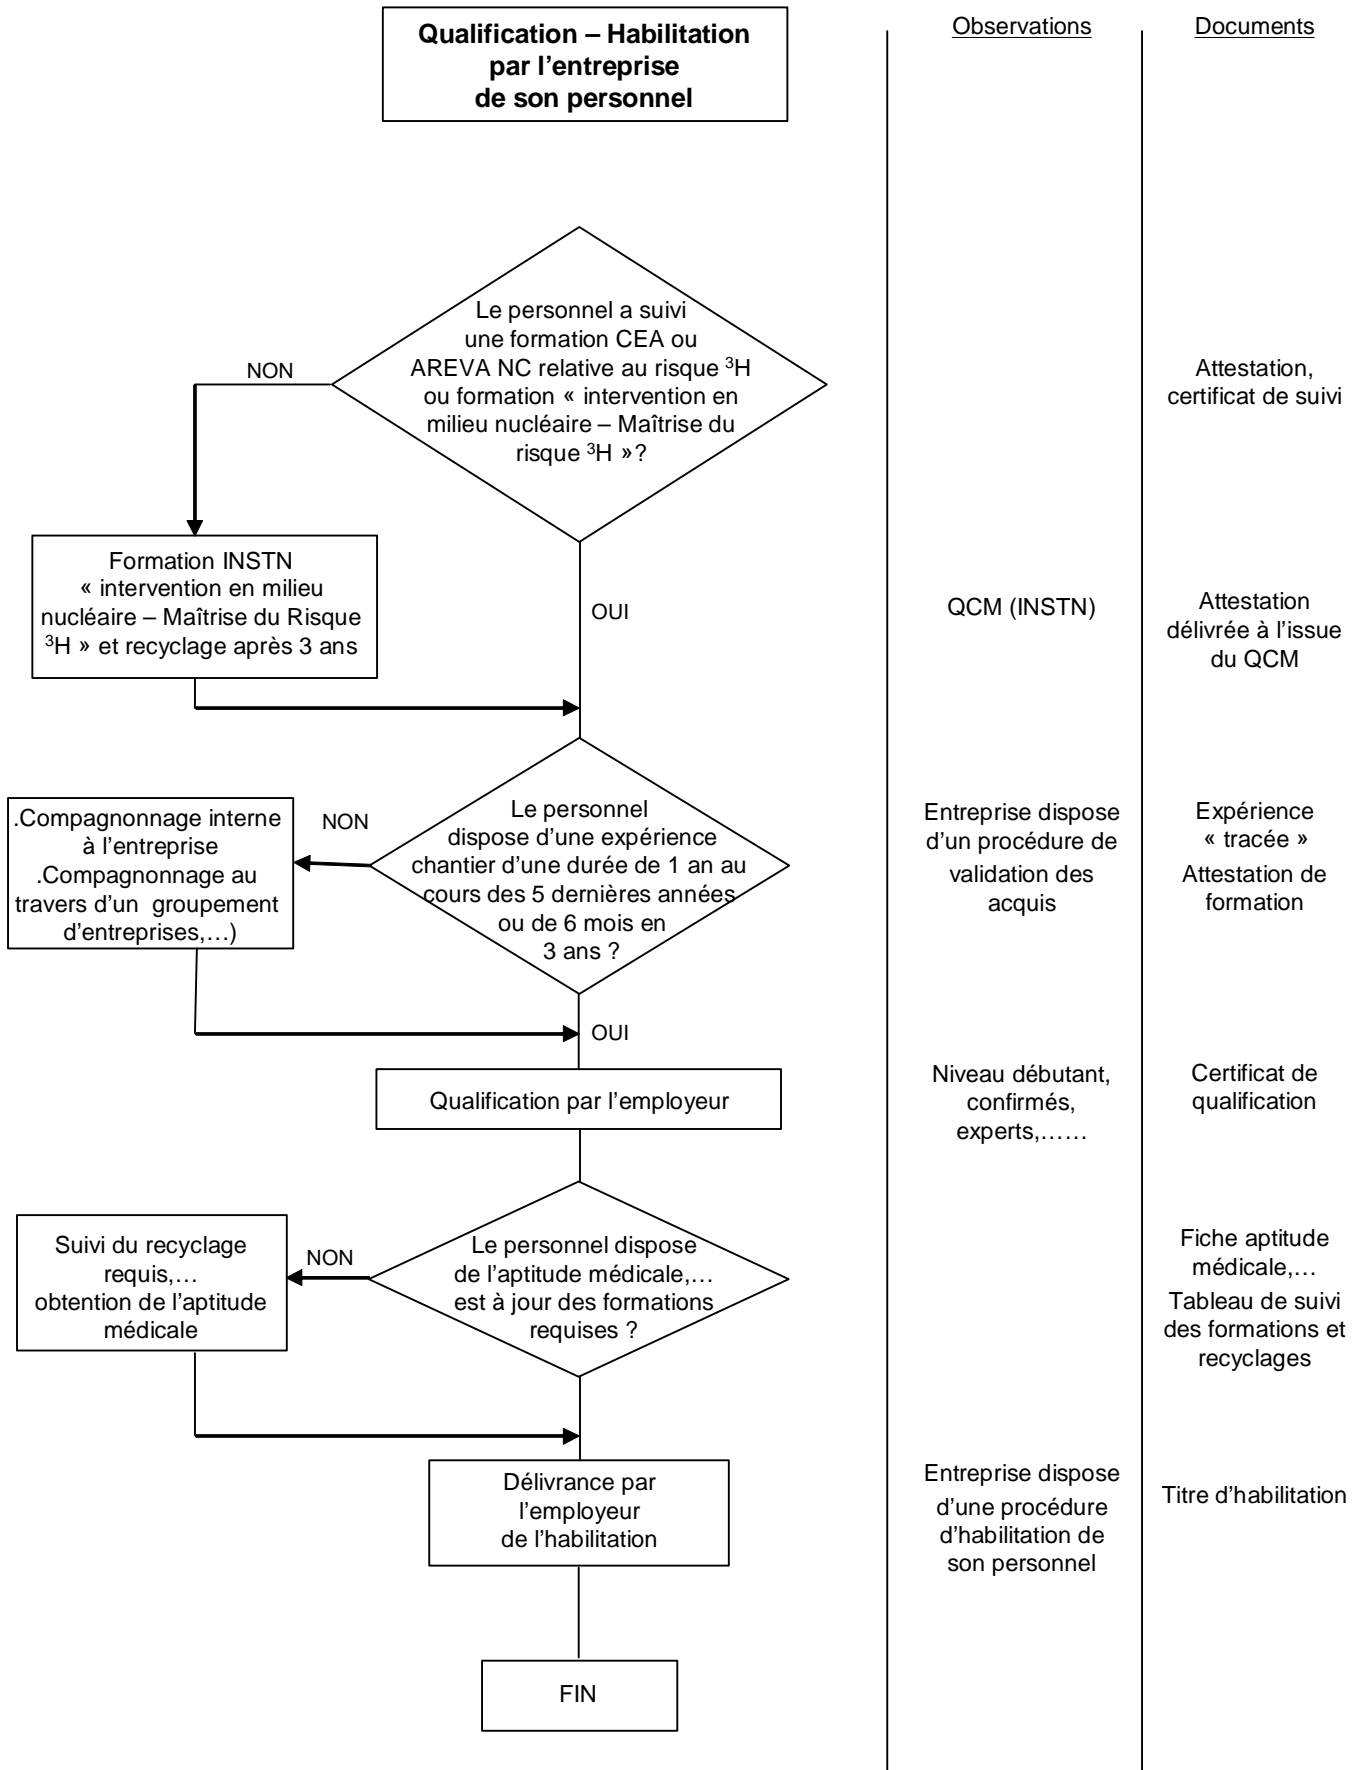 Qualification – Habilitation
par l'entreprise
de son personnel
Observations
Documents
Le personnel a suivi
une formation CEA ou
AREVA NC relative au risque ³H
ou formation « intervention en
milieu nucléaire – Maîtrise du
risque ³H »?
NON
Attestation,
certificat de suivi
Formation INSTN
« intervention en milieu
nucléaire – Maîtrise du Risque
³H » et recyclage après 3 ans
OUI
QCM (INSTN)
Attestation
délivrée à l'issue
du QCM
.Compagnonnage interne
à l'entreprise
.Compagnonnage au
travers d'un groupement
d'entreprises,…)
NON
Le personnel
dispose d'une expérience
chantier d'une durée de 1 an au
cours des 5 dernières années
ou de 6 mois en
3 ans ?
Entreprise dispose
d'un procédure de
validation des
acquis
Expérience
« tracée »
Attestation de
formation
OUI
Qualification par l'employeur
Niveau débutant,
confirmés,
experts,……
Certificat de
qualification
Suivi du recyclage
requis,…
obtention de l'aptitude
médicale
NON
Le personnel dispose
de l'aptitude médicale,…
est à jour des formations
requises ?
Fiche aptitude
médicale,…
Tableau de suivi
des formations et
recyclages
Délivrance par
l'employeur
de l'habilitation
Entreprise dispose
d'une procédure
d'habilitation de
son personnel
Titre d'habilitation
FIN